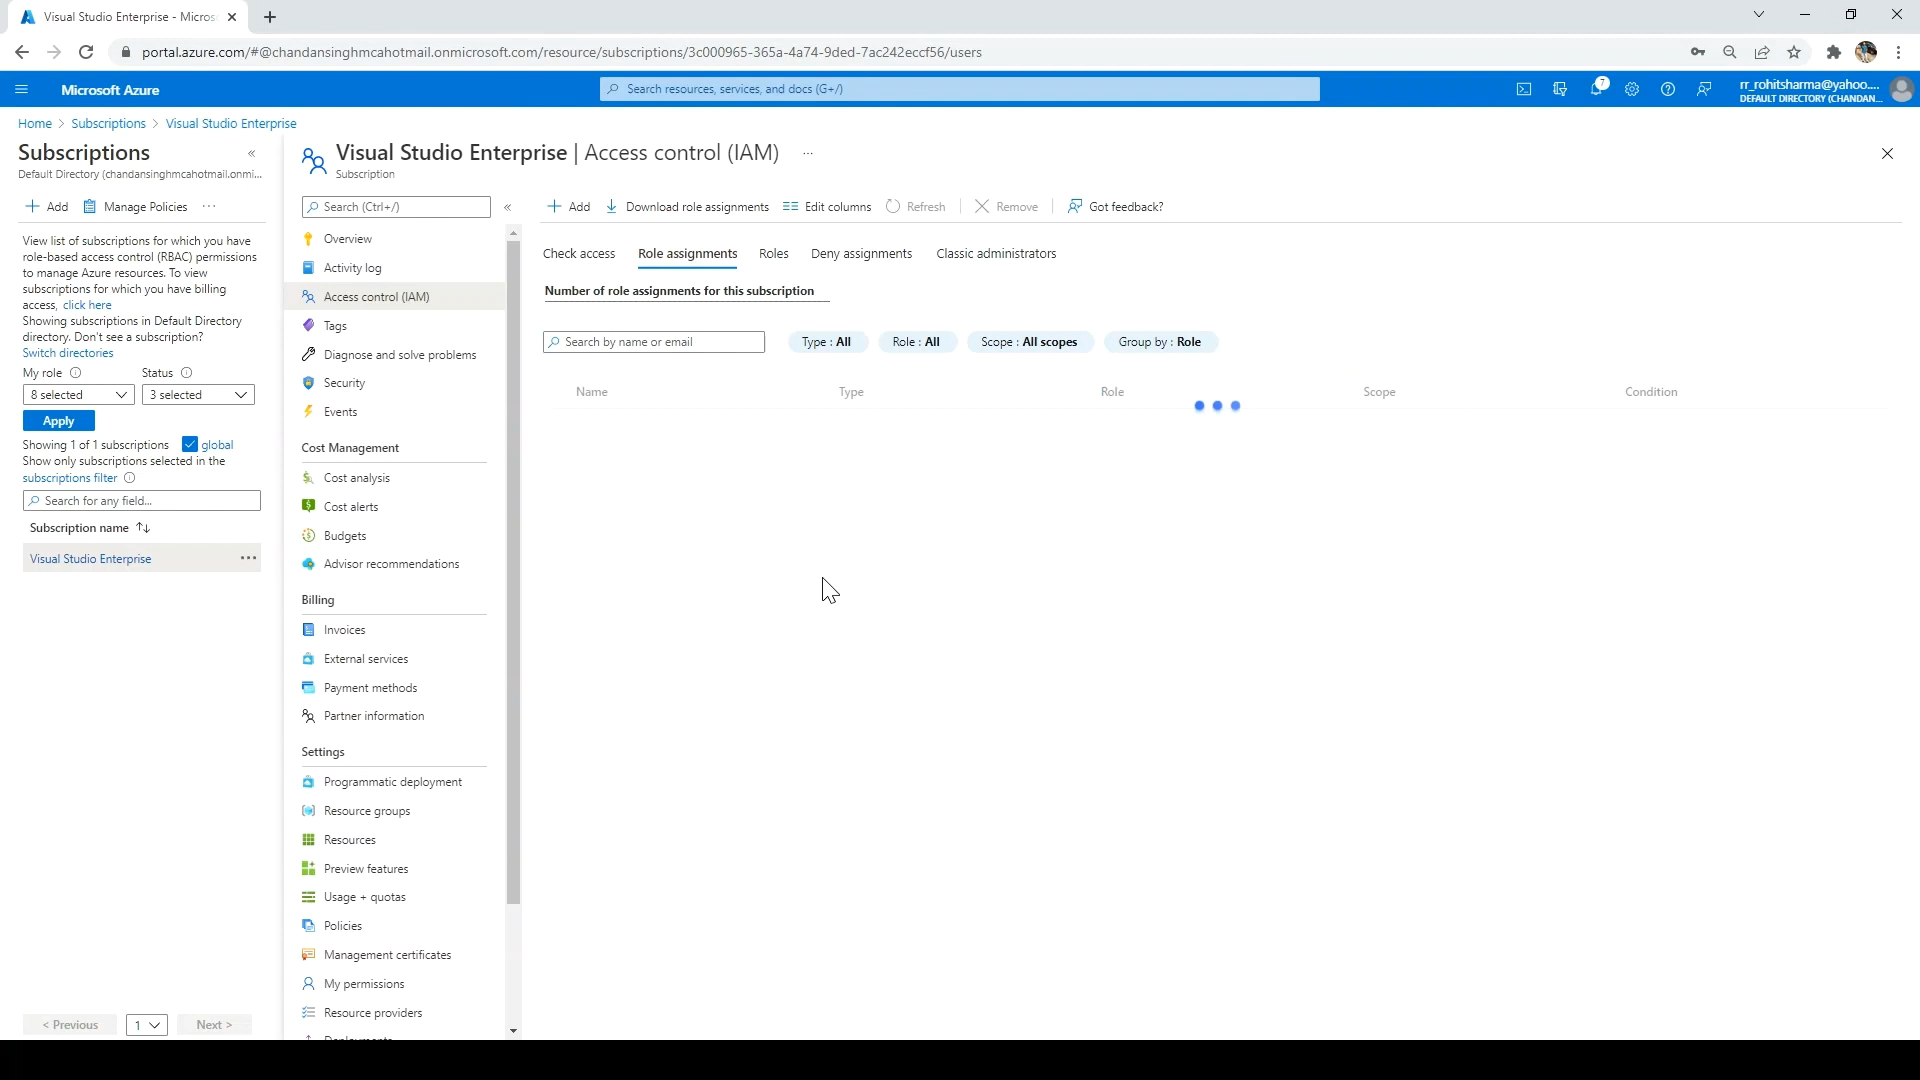 Visual Studio Enterprise - Micros
portal.azure.com/#@chandansinghmcahotmail.onmicrosoft.com/resource/subscriptions/3c000965-365a-4a74-9ded-7ac242eccf56/users
Microsoft Azure
Search resources, services, and docs (G+/)
7
rr_rohitsharma@yahoo....
DEFAULT DIRECTORY (CHANDAN...
Home > Subscriptions > Visual Studio Enterprise
Subscriptions
«
Default Directory (chandansinghmcahotmail.onmi...
+ Add Manage Policies ...
View list of subscriptions for which you have
role-based access control (RBAC) permissions
to manage Azure resources. To view
subscriptions for which you have billing
access, click here
Showing subscriptions in Default Directory
directory. Don't see a subscription?
Switch directories
My role Status
8 selected 3 selected
Apply
Showing 1 of 1 subscriptions global
Show only subscriptions selected in the
subscriptions filter
Search for any field...
Subscription name
Visual Studio Enterprise ...
< Previous 1 Next >
Visual Studio Enterprise | Access control (IAM) ...
Subscription
Search (Ctrl+/) «
Overview
Activity log
Access control (IAM)
Tags
Diagnose and solve problems
Security
Events
Cost Management
Cost analysis
Cost alerts
Budgets
Advisor recommendations
Billing
Invoices
External services
Payment methods
Partner information
Settings
Programmatic deployment
Resource groups
Resources
Preview features
Usage + quotas
Policies
Management certificates
My permissions
Resource providers
Deployments
+ Add Download role assignments Edit columns Refresh Remove Got feedback?
Check access Role assignments Roles Deny assignments Classic administrators
Number of role assignments for this subscription
Search by name or email Type : All Role : All Scope : All scopes Group by : Role
Name Type Role Scope Condition